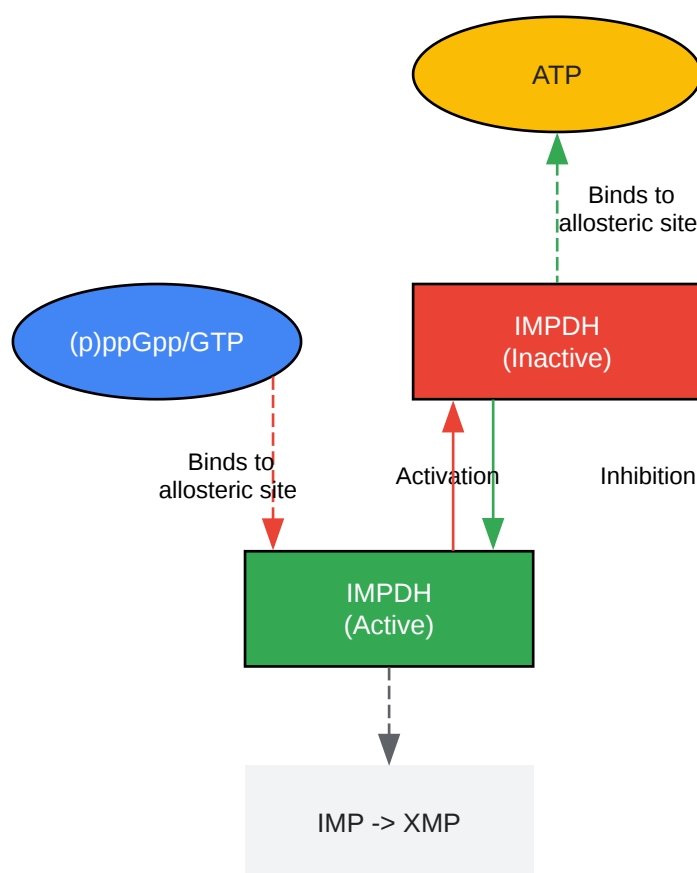 ATP
Binds to
allosteric site
IMPDH
(Inactive)
(p)ppGpp/GTP
Binds to
allosteric site
Activation
Inhibition
IMPDH
(Active)
IMP -> XMP